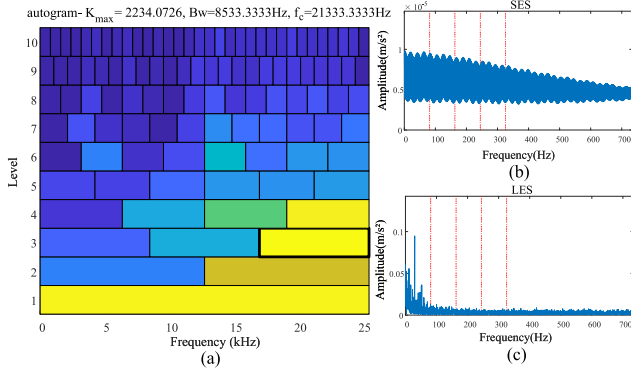 autogram- Kmax= 2234.0726, Bw=8533.3333Hz, fc=21333.3333Hz
10
9
8
7
6
5
4
3
2
1
Level
0 5 10 15 20 25
Frequency (kHz)
(a)
× 10⁻⁵
SES
1
0.5
0
Amplitude(m/s²)
0 100 200 300 400 500 600 700
Frequency(Hz)
(b)
LES
0.1
0.05
0
Amplitude(m/s²)
0 100 200 300 400 500 600 700
Frequency(Hz)
(c)